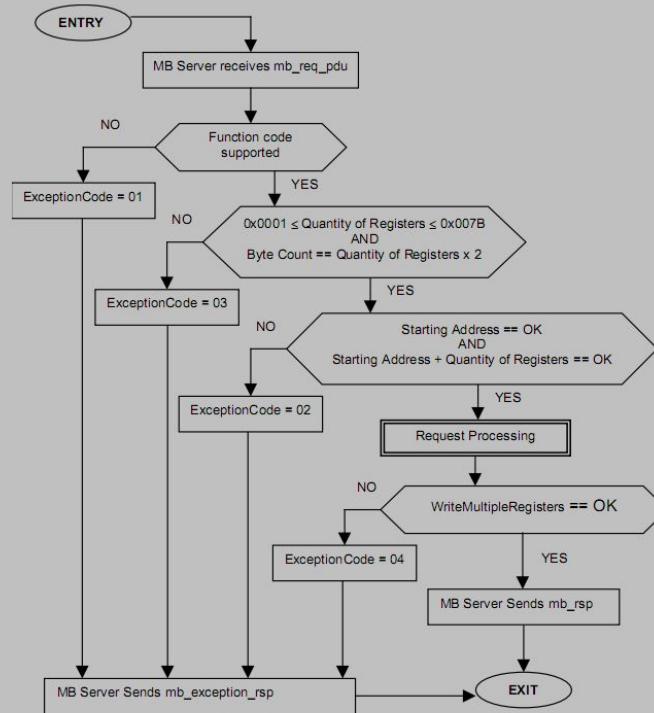 ENTRY
MB Server receives mb_req_pdu
NO
Function code
supported
YES
ExceptionCode = 01
NO
0x0001 ≤ Quantity of Registers ≤ 0x007B
AND
Byte Count == Quantity of Registers x 2
YES
ExceptionCode = 03
NO
Starting Address == OK
AND
Starting Address + Quantity of Registers == OK
YES
ExceptionCode = 02
Request Processing
NO
WriteMultipleRegisters == OK
YES
ExceptionCode = 04
MB Server Sends mb_rsp
MB Server Sends mb_exception_rsp
EXIT